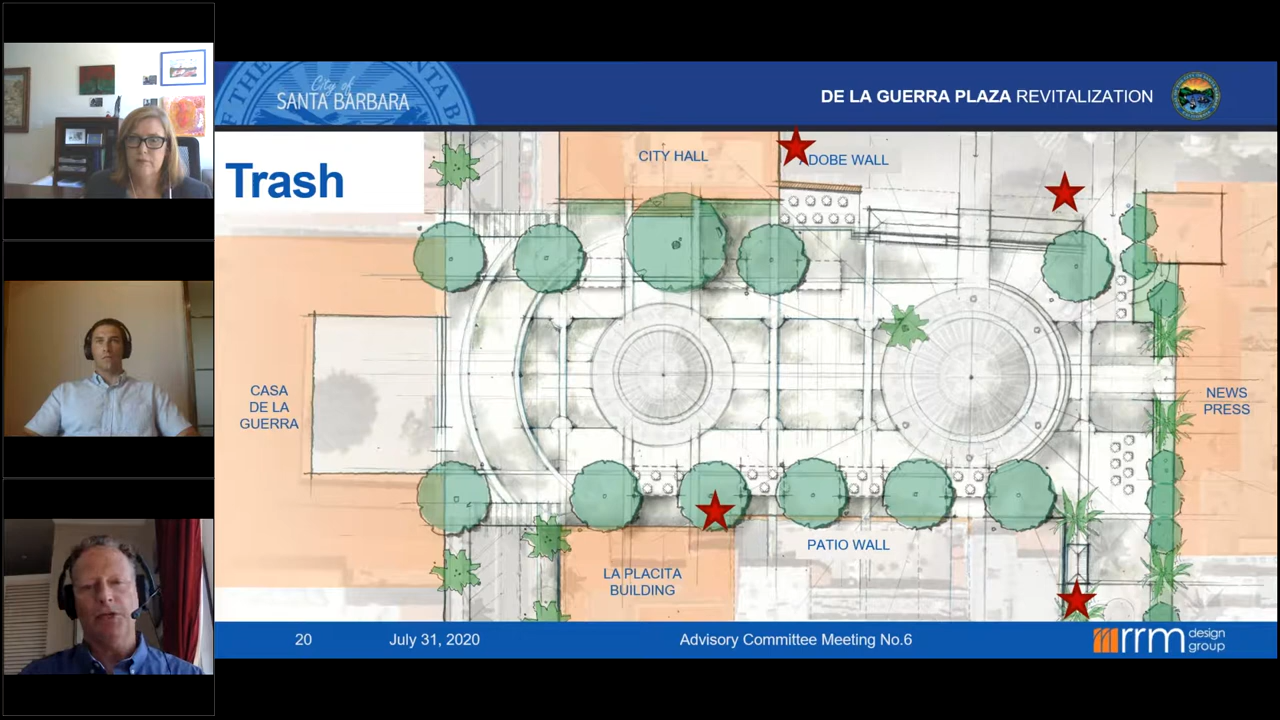 City of
SANTA BARBARA
DE LA GUERRA PLAZA REVITALIZATION
Trash
CITY HALL
DOBE WALL
CASA
DE LA
GUERRA
NEWS
PRESS
PATIO WALL
LA PLACITA
BUILDING
20
July 31, 2020
Advisory Committee Meeting No.6
rrm design
group